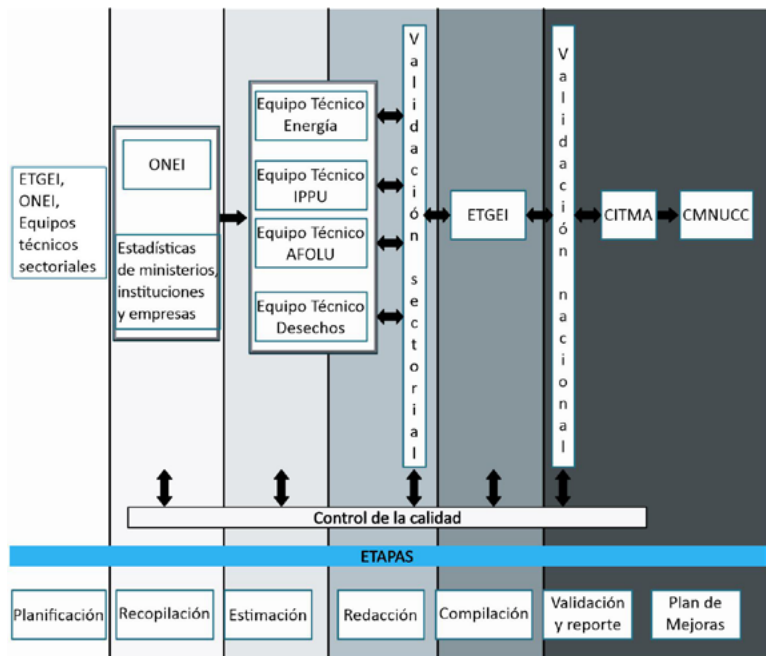 ETGEI,
ONEI,
Equipos
técnicos
sectoriales
ONEI
Estadísticas
de ministerios,
instituciones
y empresas
Equipo Técnico
Energía
Equipo Técnico
IPPU
Equipo Técnico
AFOLU
Equipo Técnico
Desechos
Validación sectorial
ETGEI
Validación nacional
CITMA
CMNUCC
Control de la calidad
ETAPAS
Planificación
Recopilación
Estimación
Redacción
Compilación
Validación
y reporte
Plan de
Mejoras